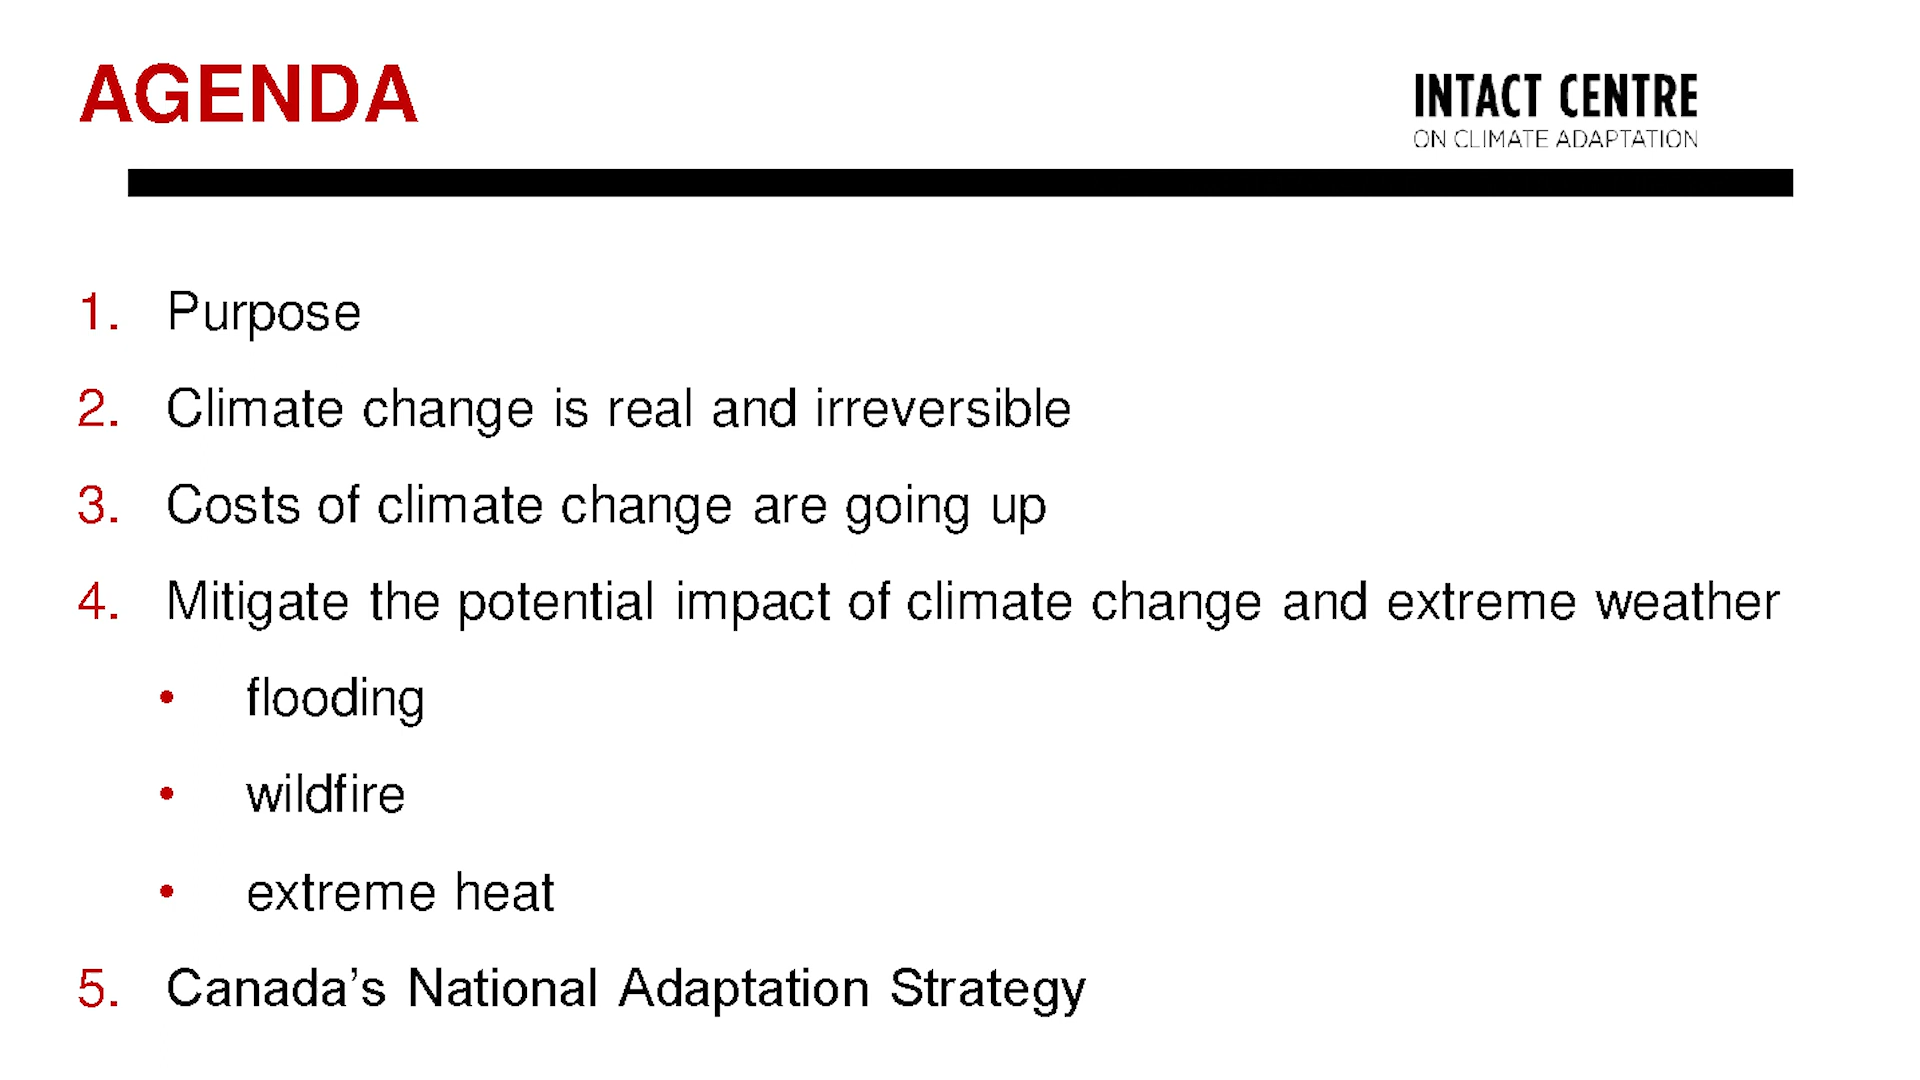 AGENDA
INTACT CENTRE
ON CLIMATE ADAPTATION
1. Purpose
2. Climate change is real and irreversible
3. Costs of climate change are going up
4. Mitigate the potential impact of climate change and extreme weather
• flooding
• wildfire
• extreme heat
5. Canada’s National Adaptation Strategy